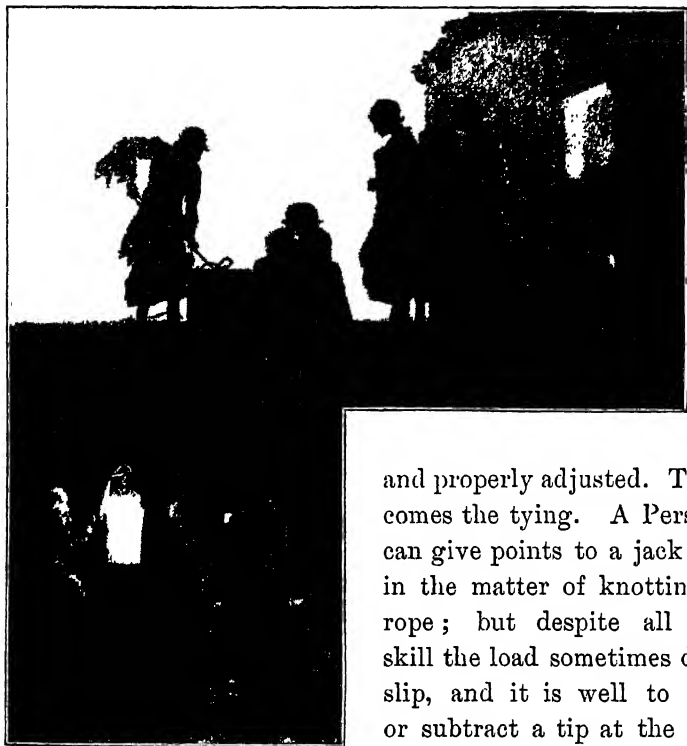 and properly adjusted. T
comes the tying. A Pers
can give points to a jack
in the matter of knottin
rope; but despite all
skill the load sometimes
slip, and it is well to
or subtract a tip at the